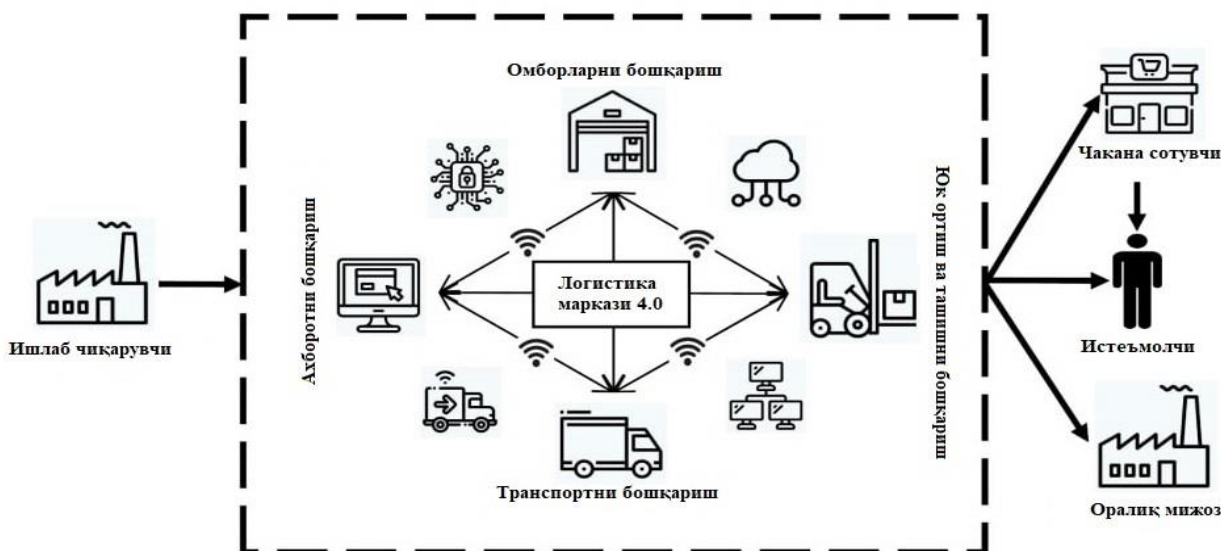 Омборларни бошқариш
Чакана сотувчи
Ахборотни бошқариш
Юк ортиш ва ташишни бошқариш
Логистика
маркази 4.0
Ишлаб чиқарувчи
Истеъмолчи
Транспортни бошқариш
Оралиқ мижоз